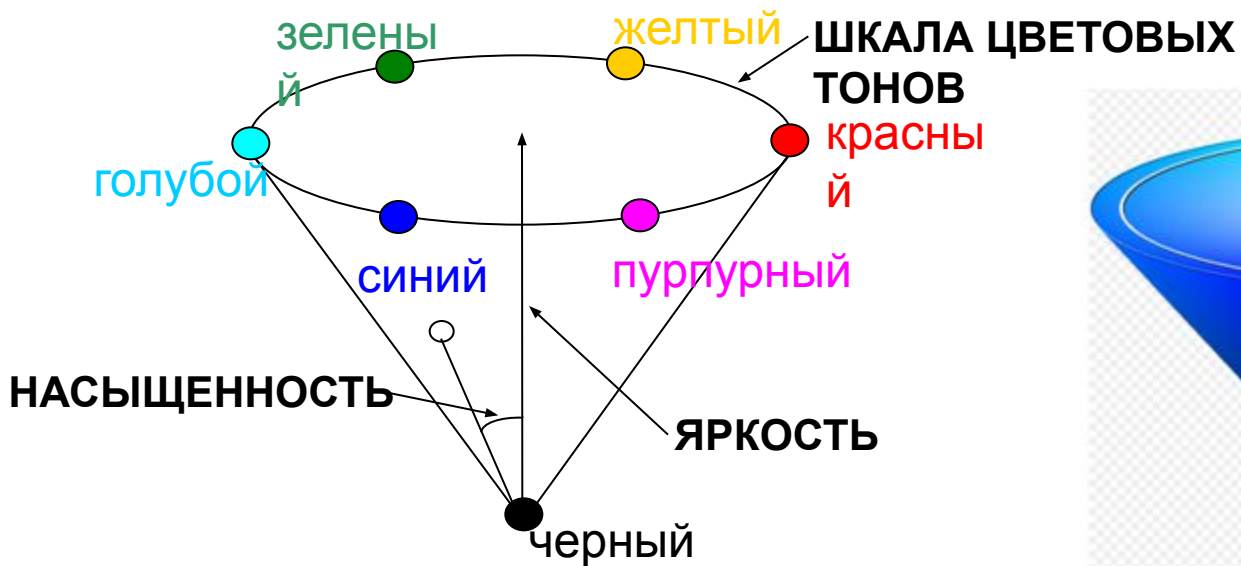 зелены
й
желтый
ШКАЛА ЦВЕТОВЫХ
ТОНОВ
красны
й
голубой
синий
пурпурный
НАСЫЩЕННОСТЬ
ЯРКОСТЬ
черный